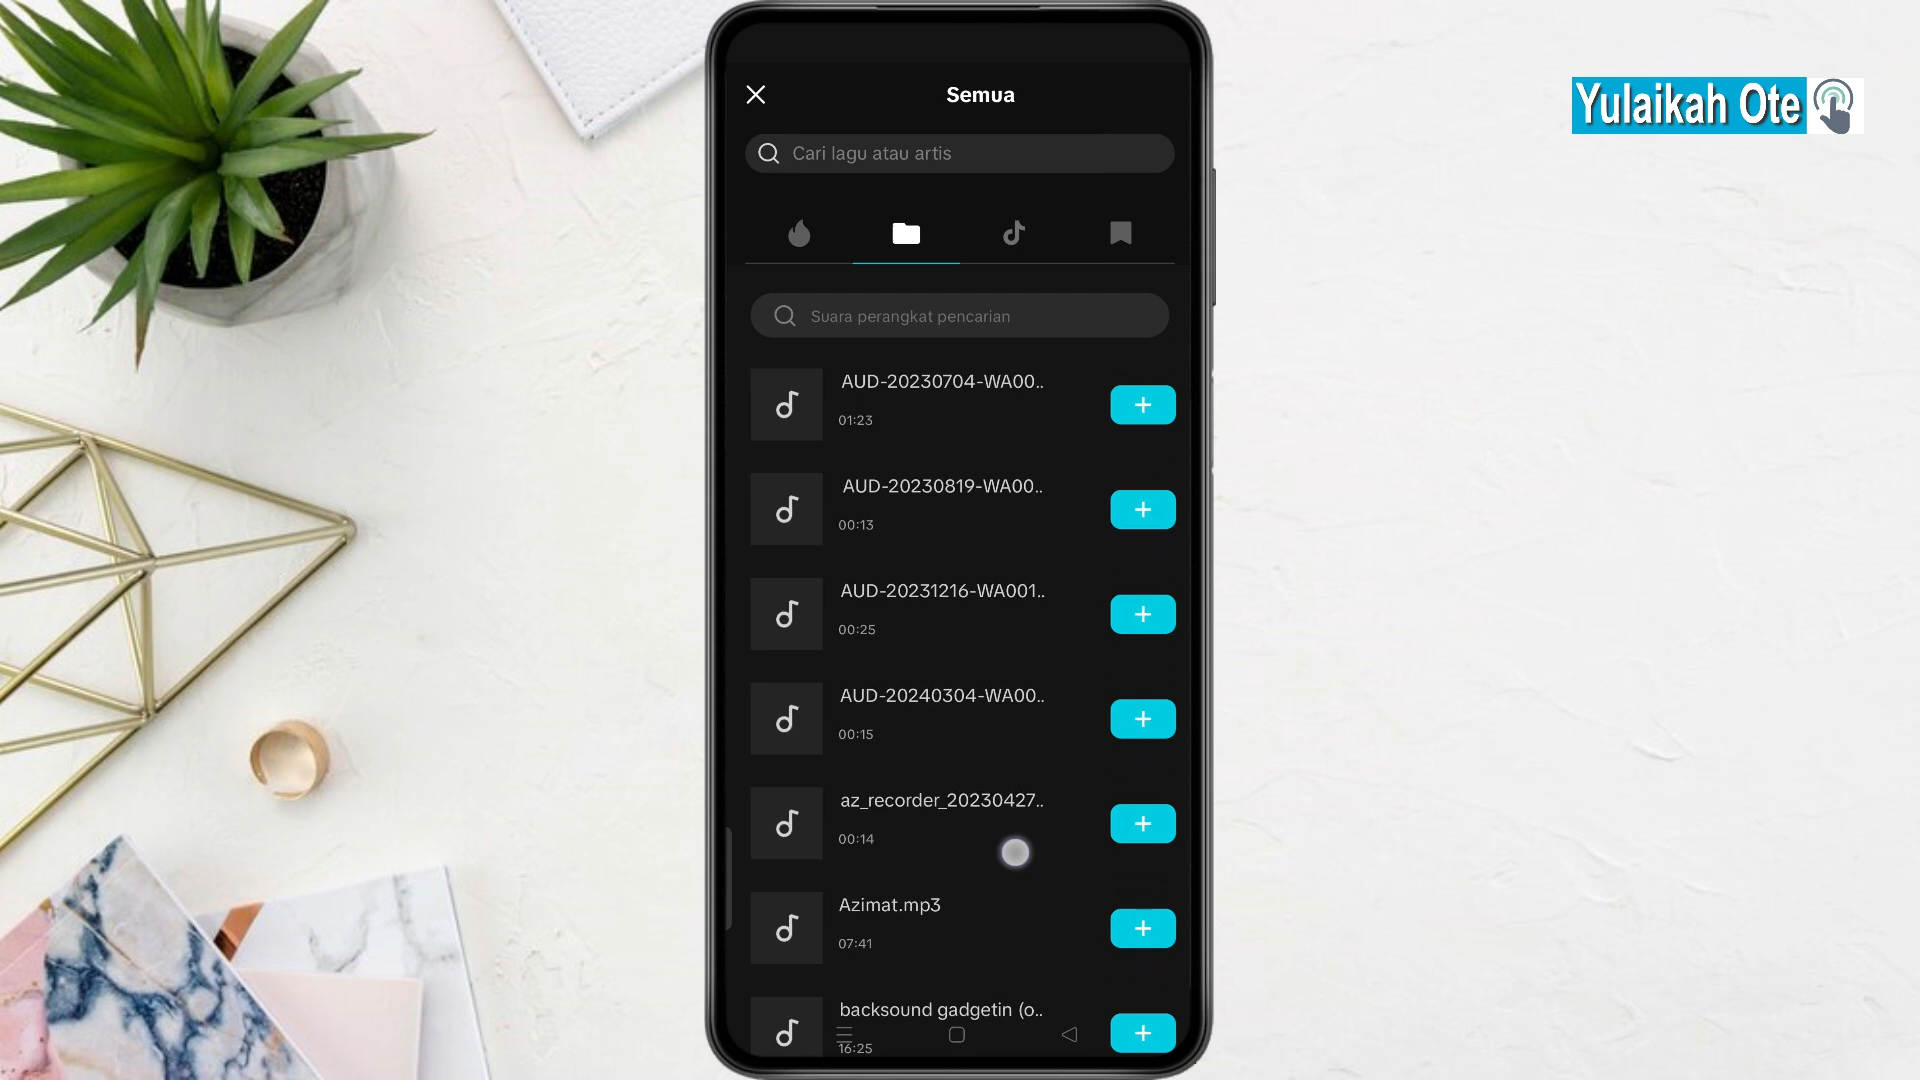 Semua
Yulaikah Ote
Cari lagu atau artis
Suara perangkat pencarian
AUD-20230704-WA00..
01:23
AUD-20230819-WA00..
00:13
AUD-20231216-WA001..
00:25
AUD-20240304-WA00..
00:15
az_recorder_20230427..
00:14
Azimat.mp3
07:41
backsound gadgetin (o..
16:25